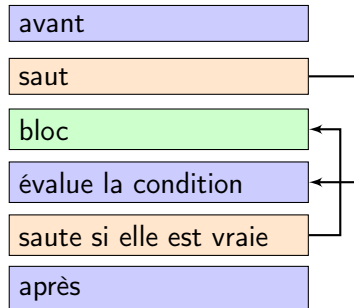 avant
saut
bloc
évalue la condition
saute si elle est vraie
après